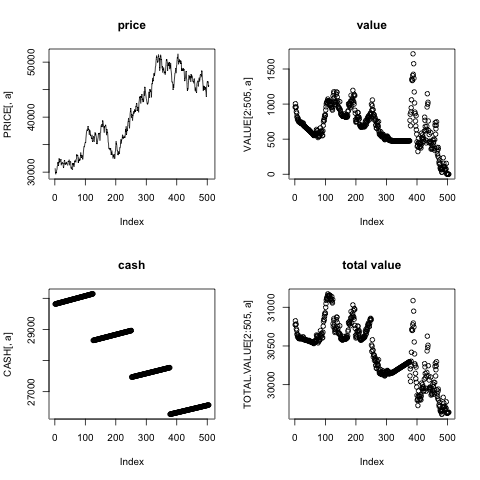 price
PRICE[, a]
30000 40000 50000
0 100 200 300 400 500
Index
value
VALUE[2:505, a]
0 500 1000 1500
0 100 200 300 400 500
Index
cash
CASH[, a]
27000 29000
0 100 200 300 400 500
Index
total value
TOTAL.VALUE[2:505, a]
30000 30500 31000
0 100 200 300 400 500
Index